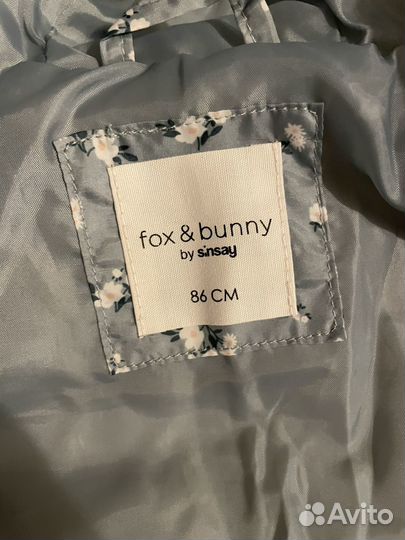 fox & bunny
by sinsay
86 CM
Avito